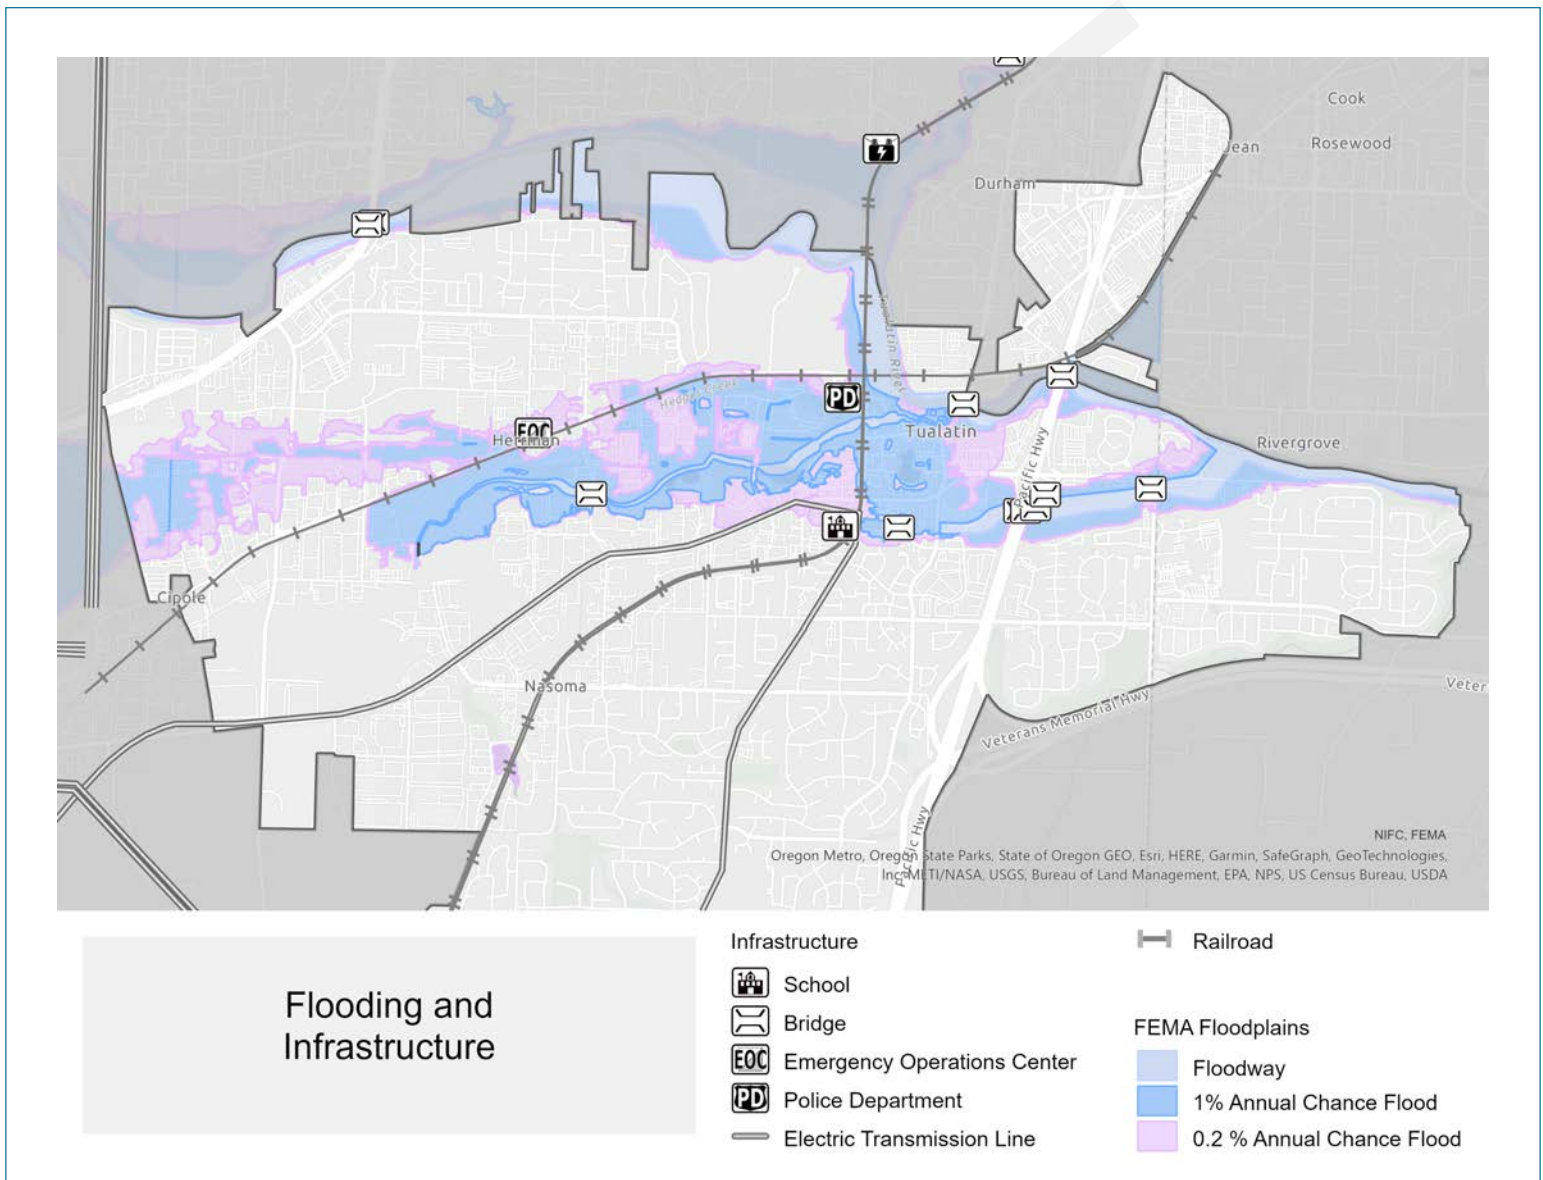 Cook
Rosewood
Jean
Durham
Tualatin River
Hedges Creek
PD
EOC
Herman
Tualatin
Pacific Hwy
Rivergrove
Cipole
Nasoma
Veter
Veterans Memorial Hwy
Pacific Hwy
NIFC, FEMA
Oregon Metro, Oregon State Parks, State of Oregon GEO, Esri, HERE, Garmin, SafeGraph, GeoTechnologies,
Inc, METI/NASA, USGS, Bureau of Land Management, EPA, NPS, US Census Bureau, USDA
Flooding and
Infrastructure
Infrastructure
School
Bridge
EOC Emergency Operations Center
PD Police Department
Electric Transmission Line
Railroad
FEMA Floodplains
Floodway
1% Annual Chance Flood
0.2 % Annual Chance Flood